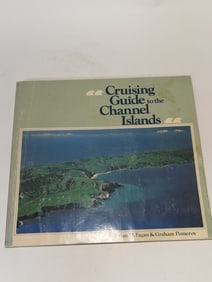 Cruising
Guide to the
Channel
Islands
Fagan & Graham Pomeroy